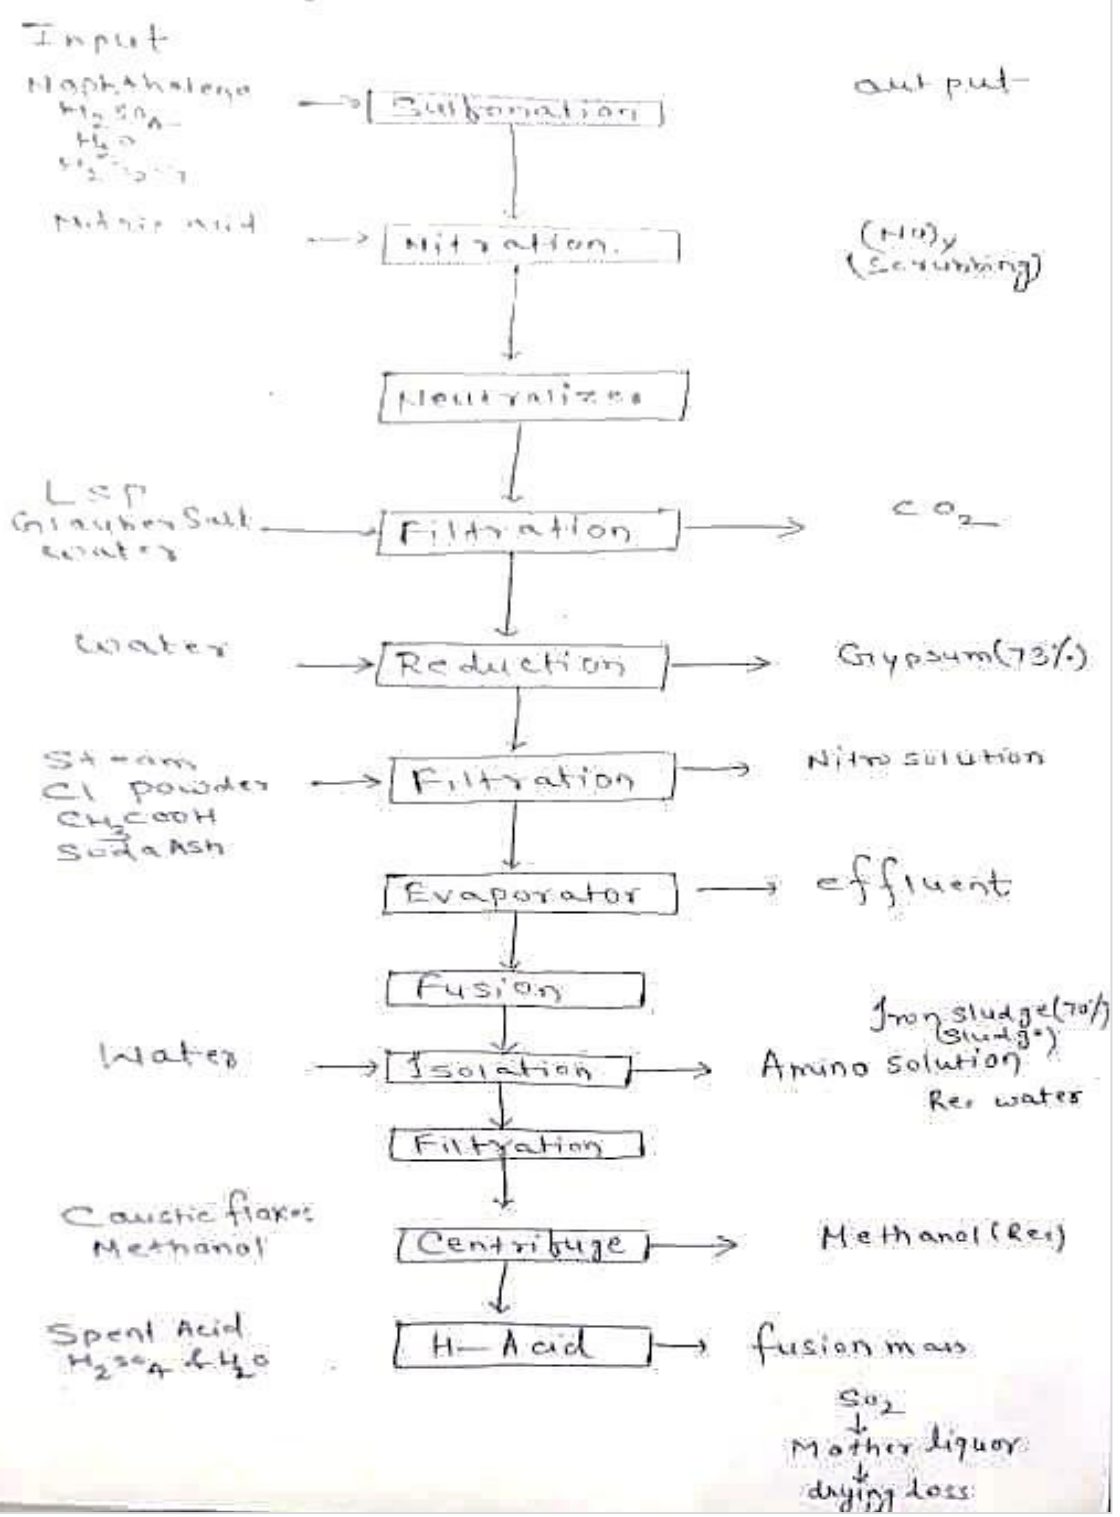 Input
Naphthalene
output
H2SO4
Sulfonation
H2O
Nitric acid
Nitration.
(NO)y
(Scrubbing)
Neutralizer
LSP
Glauber Salt
water
Filtration
CO2
water
Reduction
Gypsum(73%)
Steam
CI powder
CH3COOH
Soda Ash
Filtration
Nitro solution
Evaporator
effluent
Fusion
Iron sludge(70%)
(Sludge)
Water
Isolation
Amino solution
Rec water
Filtration
Caustic flakes
Methanol
Centrifuge
Methanol(Rec)
Spent Acid
H2SO4 & H2O
H-Acid
fusion mass
SO2
Mother liquor
drying loss